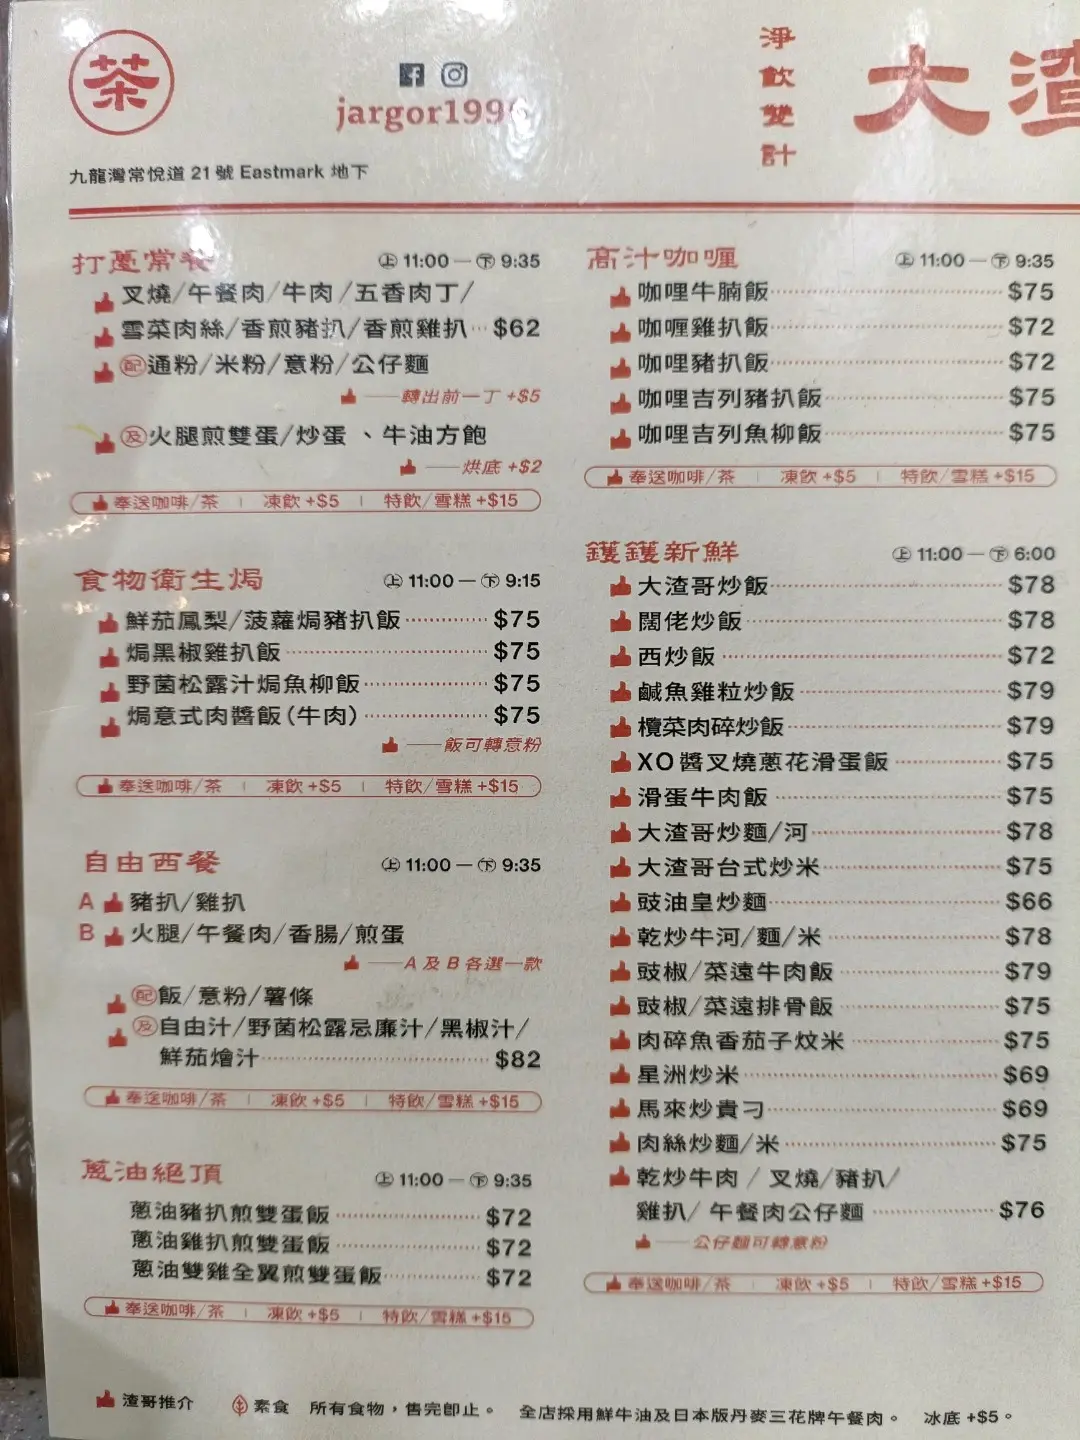 茶
jargor1996
淨飲雙計
大渣
九龍灣常悅道 21 號 Eastmark 地下
打躉常餐 上 11:00 — 下 9:35
叉燒/午餐肉/牛肉/五香肉丁/
雪菜肉絲/香煎豬扒/香煎雞扒 $62
配 通粉/米粉/意粉/公仔麵
轉出前一丁 +$5
及 火腿煎雙蛋/炒蛋、牛油方飽
烘底 +$2
奉送咖啡/茶 | 凍飲 +$5 | 特飲/雪糕 +$15
食物衛生焗 上 11:00 — 下 9:15
鮮茄鳳梨/菠蘿焗豬扒飯 $75
焗黑椒雞扒飯 $75
野菌松露汁焗魚柳飯 $75
焗意式肉醬飯(牛肉) $75
飯可轉意粉
奉送咖啡/茶 | 凍飲 +$5 | 特飲/雪糕 +$15
自由西餐 上 11:00 — 下 9:35
A 豬扒/雞扒
B 火腿/午餐肉/香腸/煎蛋
A 及 B 各選一款
配 飯/意粉/薯條
及 自由汁/野菌松露忌廉汁/黑椒汁/
鮮茄燴汁 $82
奉送咖啡/茶 | 凍飲 +$5 | 特飲/雪糕 +$15
蔥油絕頂 上 11:00 — 下 9:35
蔥油豬扒煎雙蛋飯 $72
蔥油雞扒煎雙蛋飯 $72
蔥油雙雞全翼煎雙蛋飯 $72
奉送咖啡/茶 | 凍飲 +$5 | 特飲/雪糕 +$15
高汁咖喱 上 11:00 — 下 9:35
咖哩牛腩飯 $75
咖喱雞扒飯 $72
咖哩豬扒飯 $72
咖哩吉列豬扒飯 $75
咖哩吉列魚柳飯 $75
奉送咖啡/茶 | 凍飲 +$5 | 特飲/雪糕 +$15
鑊鑊新鮮 上 11:00 — 下 6:00
大渣哥炒飯 $78
闊佬炒飯 $78
西炒飯 $72
鹹魚雞粒炒飯 $79
欖菜肉碎炒飯 $79
XO醬叉燒蔥花滑蛋飯 $75
滑蛋牛肉飯 $75
大渣哥炒麵/河 $78
大渣哥台式炒米 $75
豉油皇炒麵 $66
乾炒牛河/麵/米 $78
豉椒/菜遠牛肉飯 $79
豉椒/菜遠排骨飯 $75
肉碎魚香茄子炆米 $75
星洲炒米 $69
馬來炒貴刁 $69
肉絲炒麵/米 $75
乾炒牛肉/叉燒/豬扒/
雞扒/午餐肉公仔麵 $76
公仔麵可轉意粉
奉送咖啡/茶 | 凍飲 +$5 | 特飲/雪糕 +$15
渣哥推介 素食 所有食物，售完即止。 全店採用鮮牛油及日本版丹麥三花牌午餐肉。 冰底 +$5。